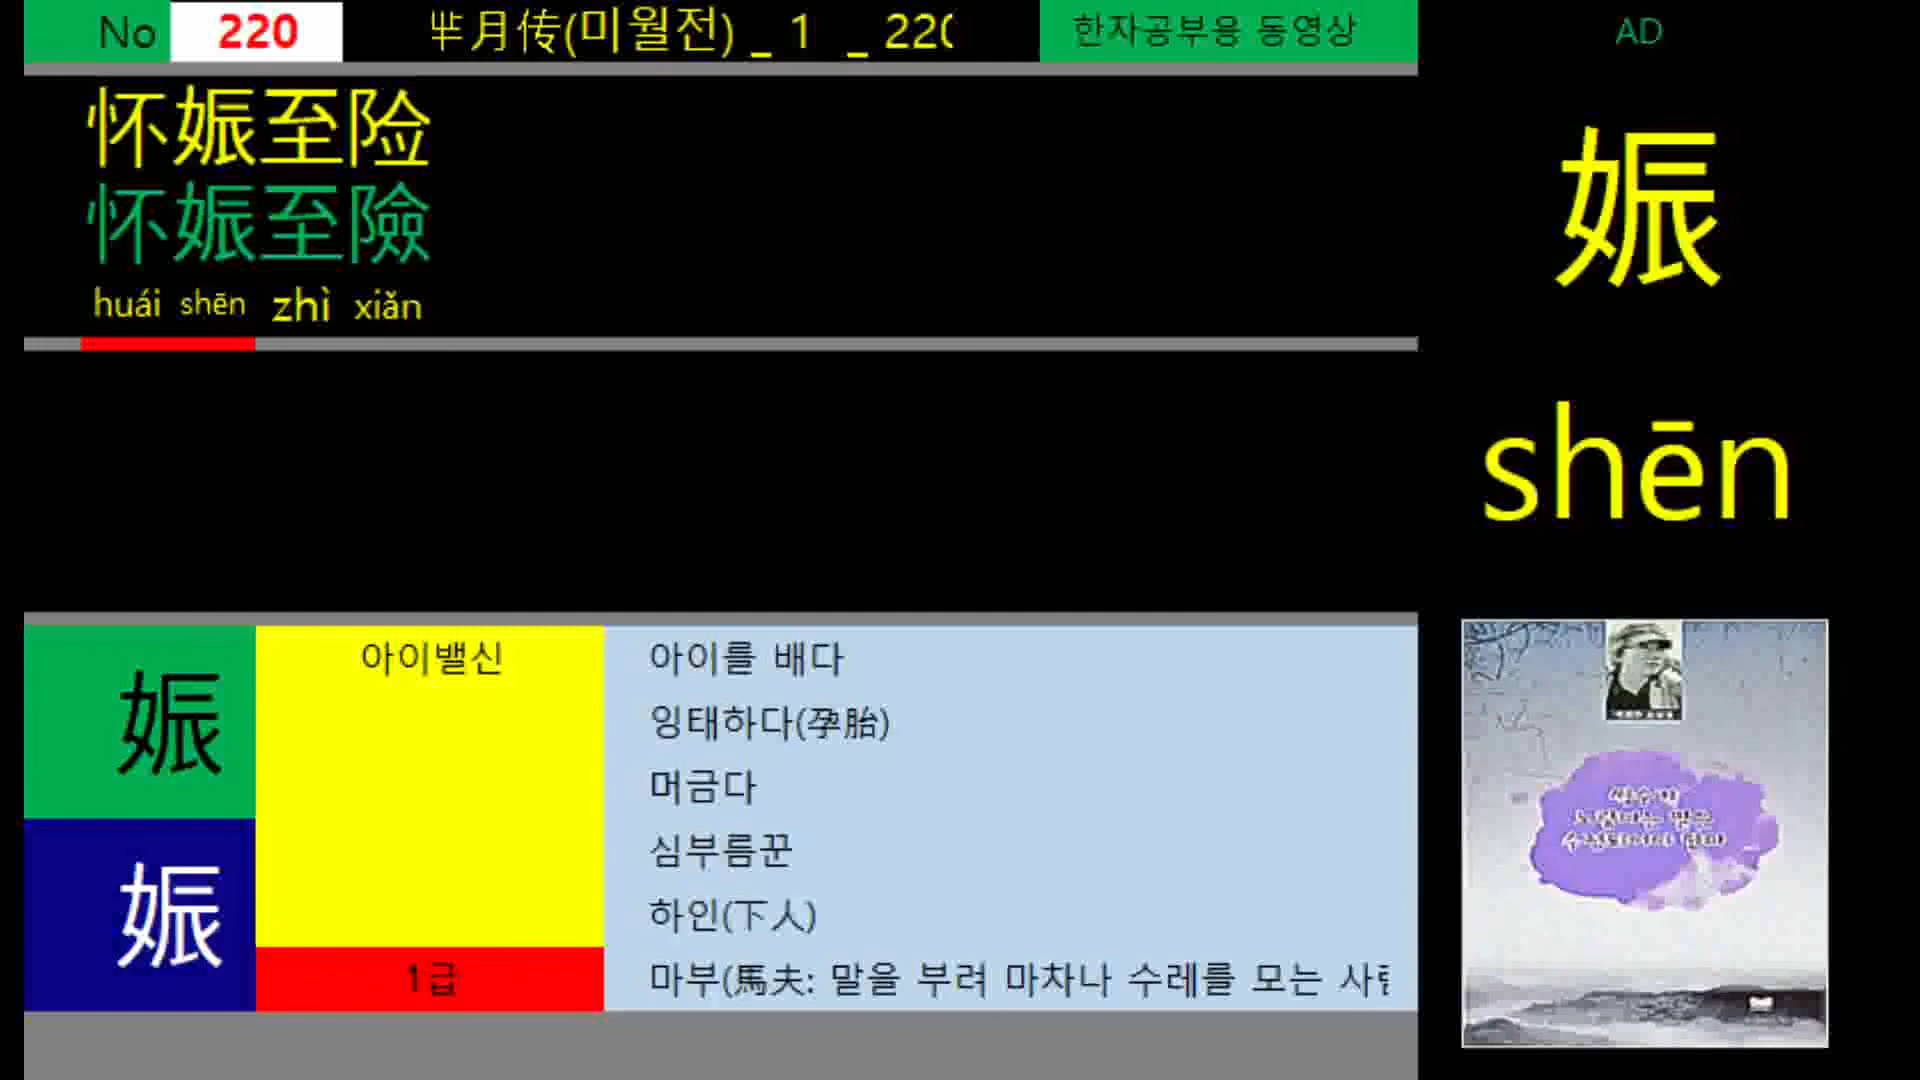 No 220 芈月传(미월전) _ 1 _ 220 한자공부용 동영상 AD
怀娠至险
怀娠至險
huái shēn zhì xiǎn
娠
shēn
娠
娠
아이밸신
1급
아이를 배다
잉태하다(孕胎)
머금다
심부름꾼
하인(下人)
마부(馬夫: 말을 부려 마차나 수레를 모는